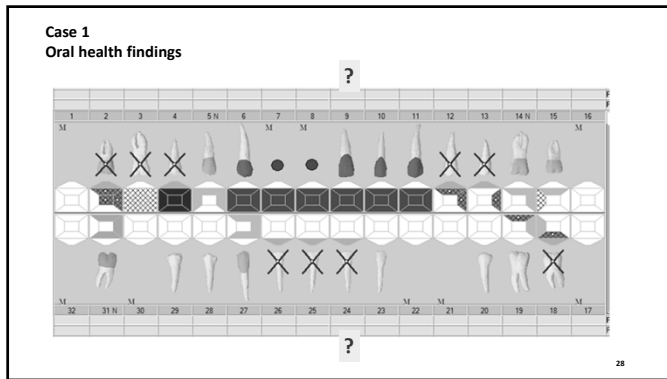 Case 1
Oral health findings
?
1 2 3 4 5 N 6 7 8 9 10 11 12 13 14 N 15 16
M M M M
32 31 N 30 29 28 27 26 25 24 23 22 21 20 19 18 17
M M M M M
?
28